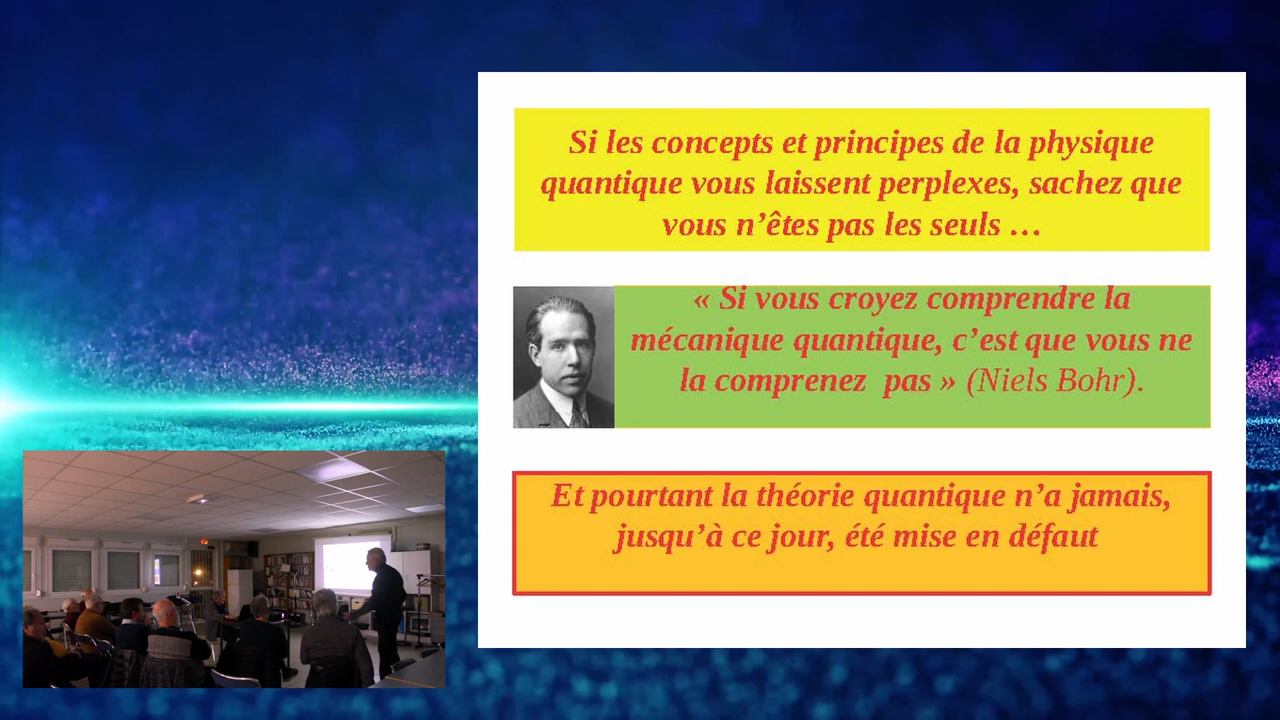 Si les concepts et principes de la physique
quantique vous laissent perplexes, sachez que
vous n’êtes pas les seuls …
« Si vous croyez comprendre la
mécanique quantique, c’est que vous ne
la comprenez  pas » (Niels Bohr).
Et pourtant la théorie quantique n’a jamais,
jusqu’à ce jour, été mise en défaut